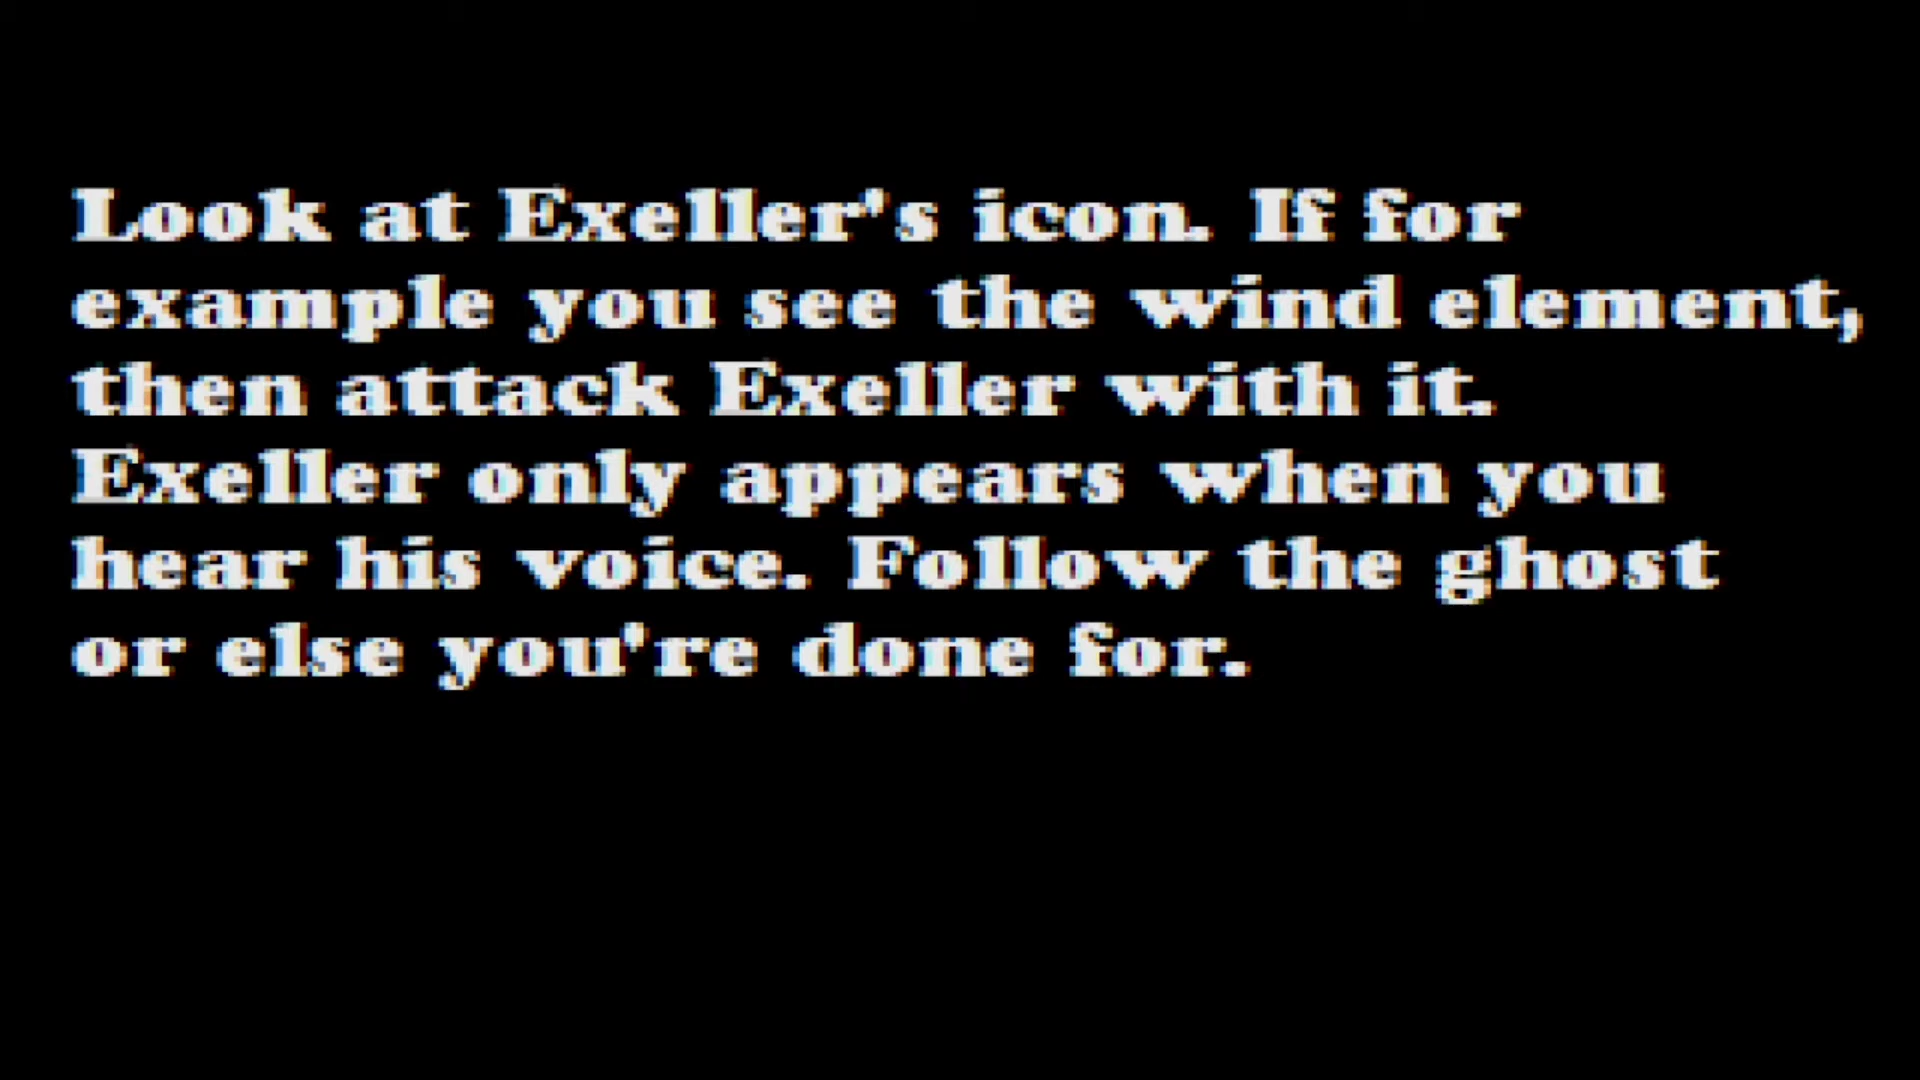 Look at Exeller's icon. If for
example you see the wind element,
then attack Exeller with it.
Exeller only appears when you
hear his voice. Follow the ghost
or else you're done for.